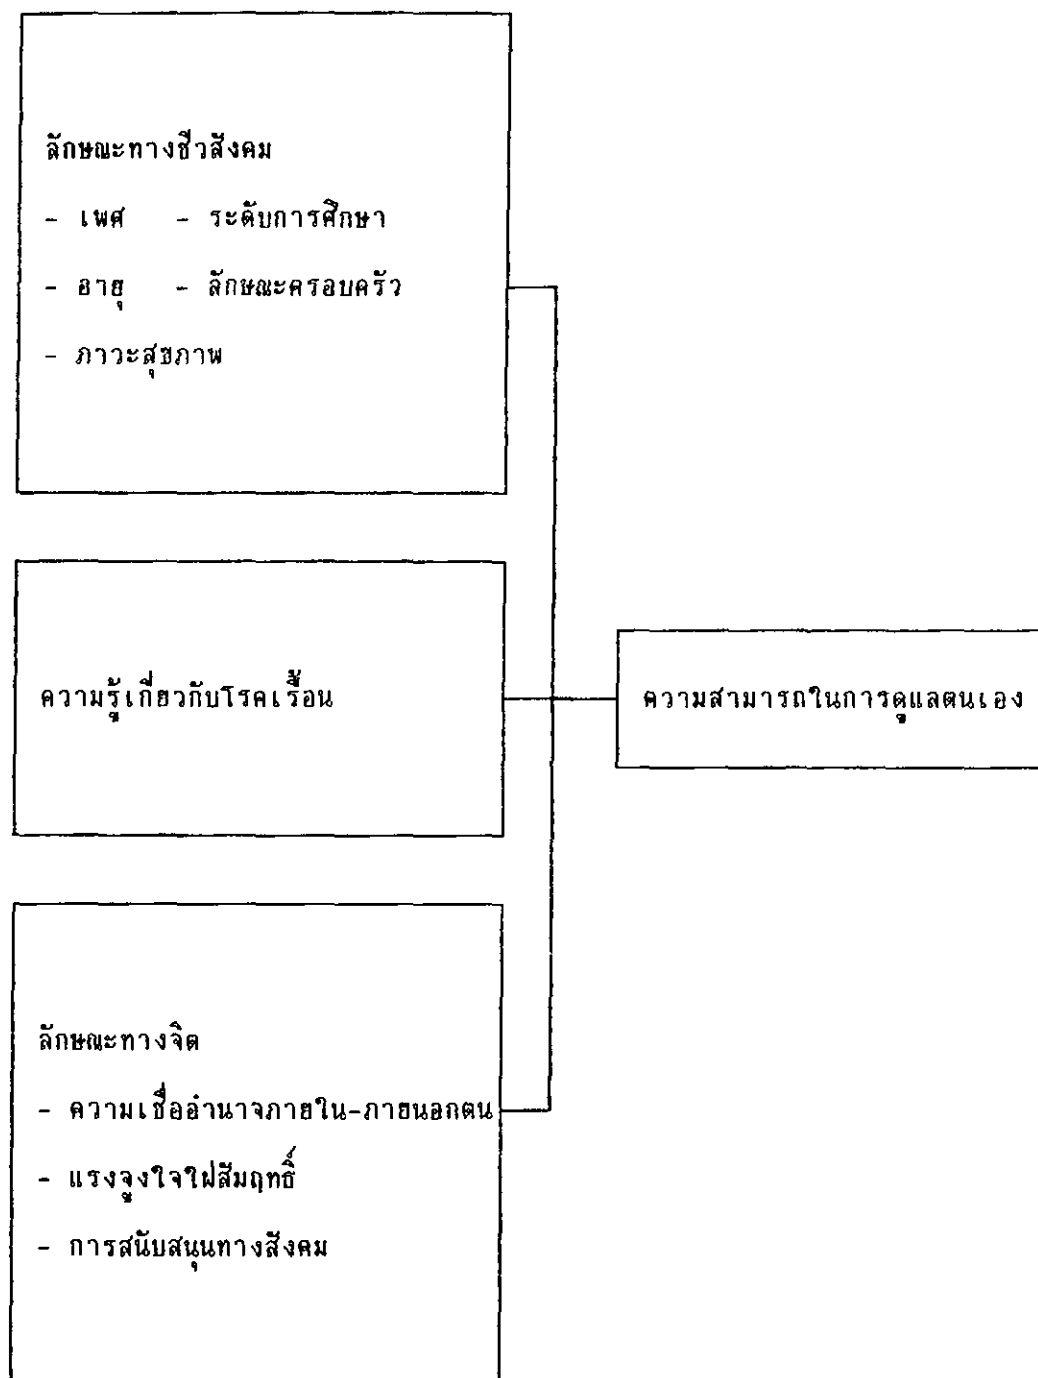 ลักษณะทางชีวสังคม
- เพศ - ระดับการศึกษา
- อายุ - ลักษณะครอบครัว
- ภาวะสุขภาพ
ความรู้เกี่ยวกับโรคเรื้อน
ความสามารถในการดูแลตนเอง
ลักษณะทางจิต
- ความเชื่ออำนาจภายใน-ภายนอกตน
- แรงจูงใจใฝ่สัมฤทธิ์
- การสนับสนุนทางสังคม